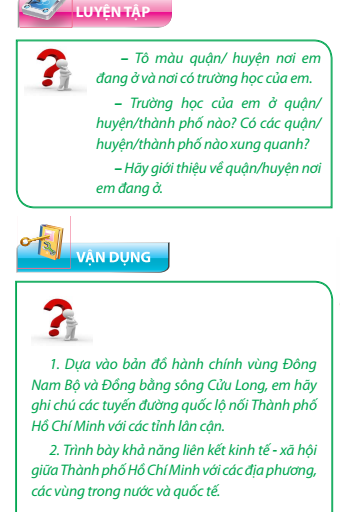 LUYỆN TẬP
– Tô màu quận/ huyện nơi em
đang ở và nơi có trường học của em.
– Trường học của em ở quận/
huyện/thành phố nào? Có các quận/
huyện/thành phố nào xung quanh?
– Hãy giới thiệu về quận/huyện nơi
em đang ở.
VẬN DỤNG
1. Dựa vào bản đồ hành chính vùng Đông
Nam Bộ và Đồng bằng sông Cửu Long, em hãy
ghi chú các tuyến đường quốc lộ nối Thành phố
Hồ Chí Minh với các tỉnh lân cận.
2. Trình bày khả năng liên kết kinh tế - xã hội
giữa Thành phố Hồ Chí Minh với các địa phương,
các vùng trong nước và quốc tế.